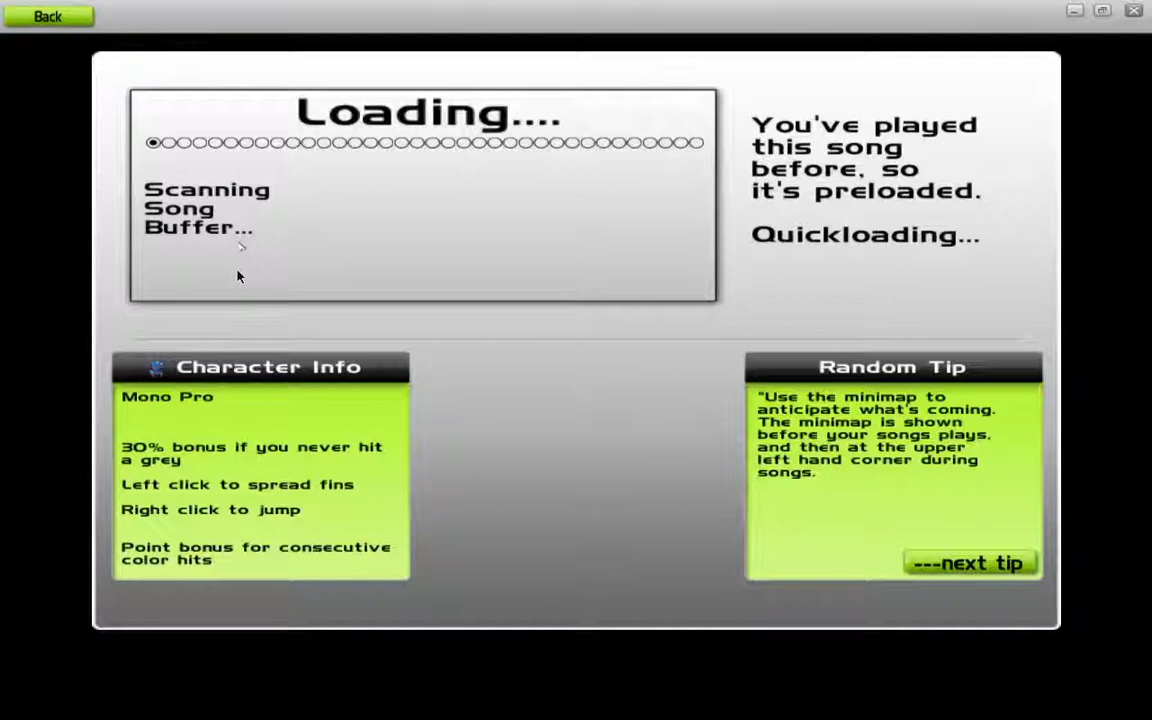 Back
Loading....
Scanning
Song
Buffer...
You've played
this song
before, so
it's preloaded.
Quickloading...
Character Info
Mono Pro
30% bonus if you never hit
a grey
Left click to spread fins
Right click to jump
Point bonus for consecutive
color hits
Random Tip
"Use the minimap to
anticipate what's coming.
The minimap is shown
before your songs plays,
and then at the upper
left hand corner during
songs.
---next tip